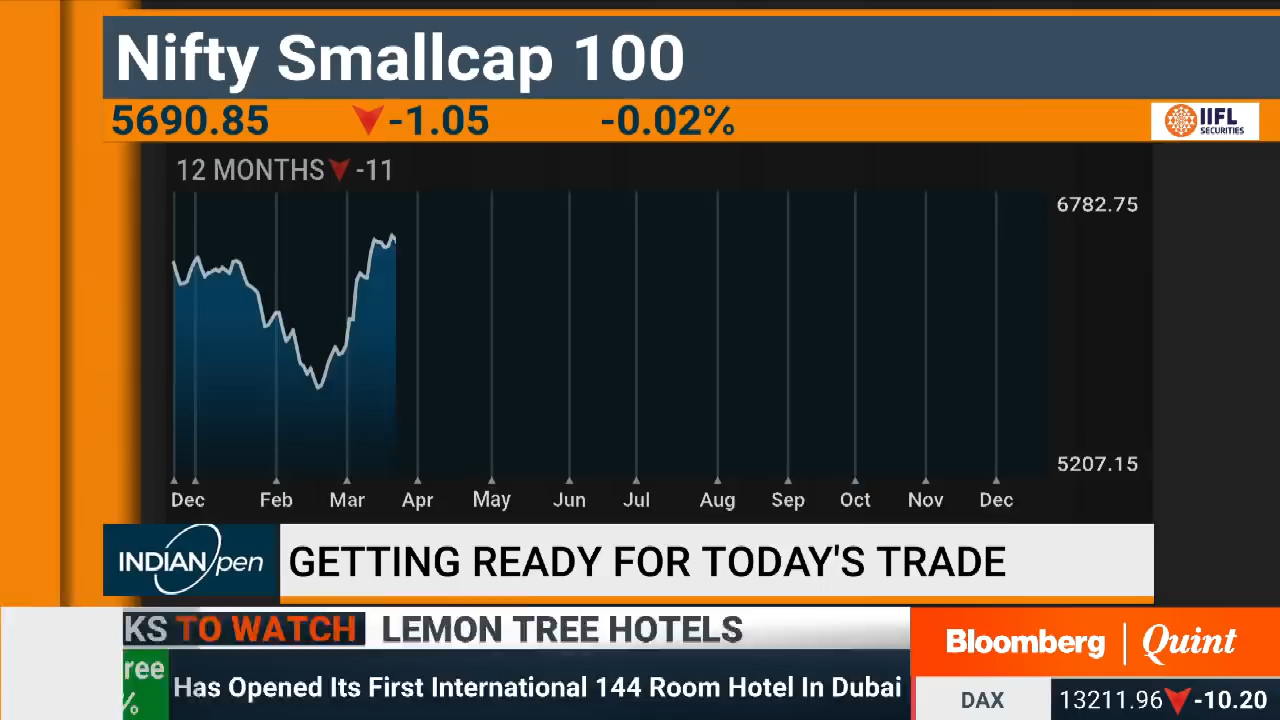 Nifty Smallcap 100
5690.85 -1.05 -0.02%
IIFL
SECURITIES
12 MONTHS -11
6782.75
5207.15
Dec Feb Mar Apr May Jun Jul Aug Sep Oct Nov Dec
INDIAN Open
GETTING READY FOR TODAY'S TRADE
KS TO WATCH LEMON TREE HOTELS
ree
%
Has Opened Its First International 144 Room Hotel In Dubai
Bloomberg | Quint
DAX 13211.96 -10.20